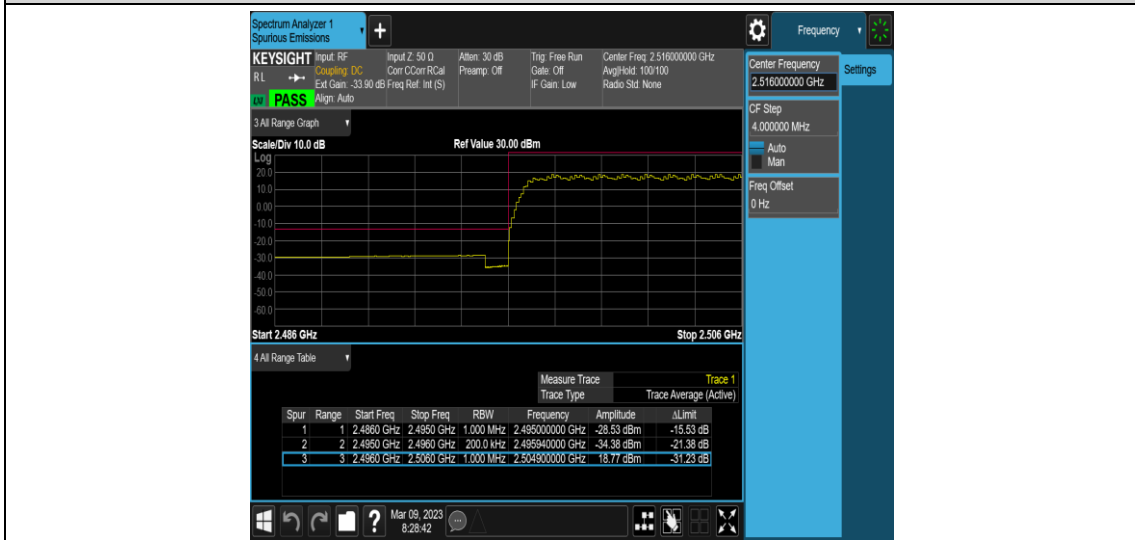 Spectrum Analyzer 1
Spurious Emissions
Frequency
KEYSIGHT
RL
LXI
PASS
Input: RF
Coupling: DC
Ext Gain: -33.90 dB
Align: Auto
Input Z: 50 Ω
Corr CCorr RCal
Freq Ref: Int (S)
Atten: 30 dB
Preamp: Off
Trig: Free Run
Gate: Off
IF Gain: Low
Center Freq: 2.516000000 GHz
Avg|Hold: 100/100
Radio Std: None
Center Frequency
2.516000000 GHz
Settings
CF Step
4.000000 MHz
Auto
Man
Freq Offset
0 Hz
3 All Range Graph
Scale/Div 10.0 dB Ref Value 30.00 dBm
Log
20.0
10.0
0.00
-10.0
-20.0
-30.0
-40.0
-50.0
-60.0
Start 2.486 GHz Stop 2.506 GHz
4 All Range Table
Measure Trace Trace 1
Trace Type Trace Average (Active)
Spur Range Start Freq Stop Freq RBW Frequency Amplitude ΔLimit
1 1 2.4860 GHz 2.4950 GHz 1.000 MHz 2.495000000 GHz -28.53 dBm -15.53 dB
2 2 2.4950 GHz 2.4960 GHz 200.0 kHz 2.495940000 GHz -34.38 dBm -21.38 dB
3 3 2.4960 GHz 2.5060 GHz 1.000 MHz 2.504900000 GHz 18.77 dBm -31.23 dB
Mar 09, 2023
8:28:42